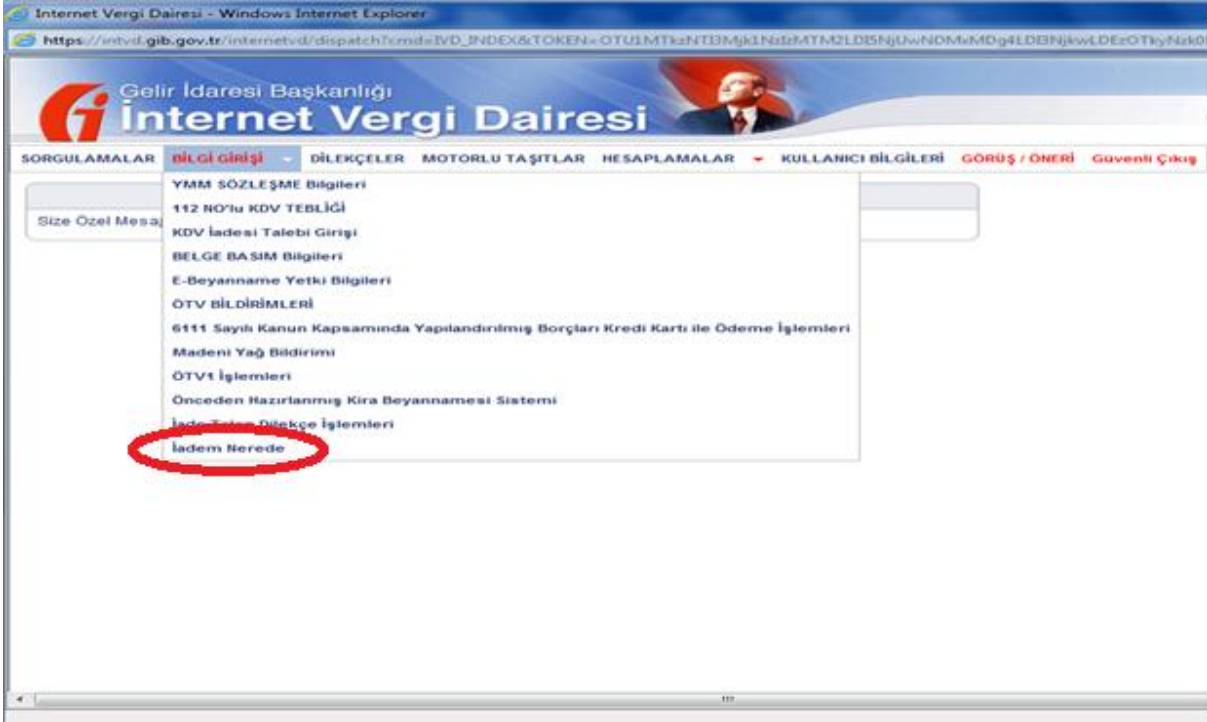 Internet Vergi Dairesi - Windows Internet Explorer
Gelir İdaresi Başkanlığı
İnternet Vergi Dairesi
SORGULAMALAR BİLGİ GİRİŞİ DİLEKÇELER MOTORLU TAŞITLAR HESAPLAMALAR KULLANICI BİLGİLERİ GÖRÜŞ / ÖNERİ Güvenli Çıkış
YMM SÖZLEŞME Bilgileri
112 NO'lu KDV TEBLİĞİ
Size Özel Mesaj
KDV İadesi Talebi Girişi
BELGE BASIM Bilgileri
E-Beyanname Yetki Bilgileri
ÖTV BİLDİRİMLERİ
6111 Sayılı Kanun Kapsamında Yapılandırılmış Borçları Kredi Kartı ile Ödeme İşlemleri
Madeni Yağ Bildirimi
ÖTV1 İşlemleri
Önceden Hazırlanmış Kira Beyannamesi Sistemi
İade Talep Dilekçe İşlemleri
İadem Nerede